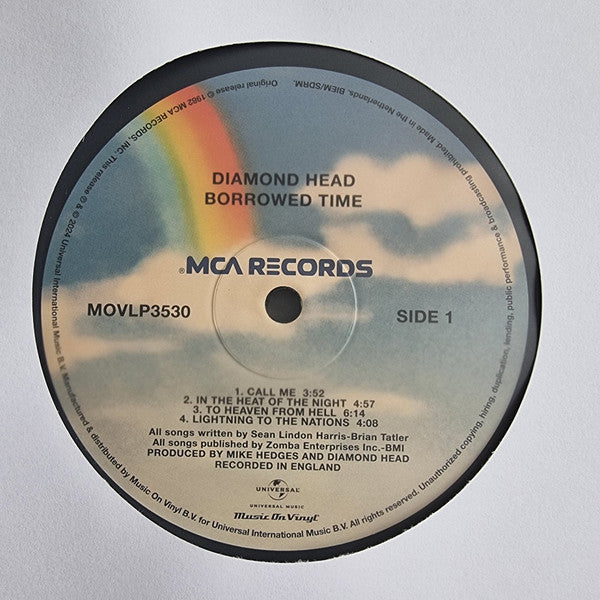 DIAMOND HEAD
BORROWED TIME
®MCA RECORDS
MOVLP3530
SIDE 1
1. CALL ME 3:52
2. IN THE HEAT OF THE NIGHT 4:57
3. TO HEAVEN FROM HELL 6:14
4. LIGHTNING TO THE NATIONS 4:08
All songs written by Sean Lindon Harris-Brian Tatler
All songs published by Zomba Enterprises Inc.-BMI
PRODUCED BY MIKE HEDGES AND DIAMOND HEAD
RECORDED IN ENGLAND
UNIVERSAL
UNIVERSAL MUSIC
Music On Vinyl
Original release ℗ 1982 MCA RECORDS, INC. This release ℗ & © 2024 Universal International Music B.V. Manufactured & distributed by Music On Vinyl B.V. for Universal International Music B.V. All rights reserved. Unauthorized copying, hiring, duplication, lending, public performance & broadcasting prohibited. Made in the Netherlands. BIEM/SDRM.